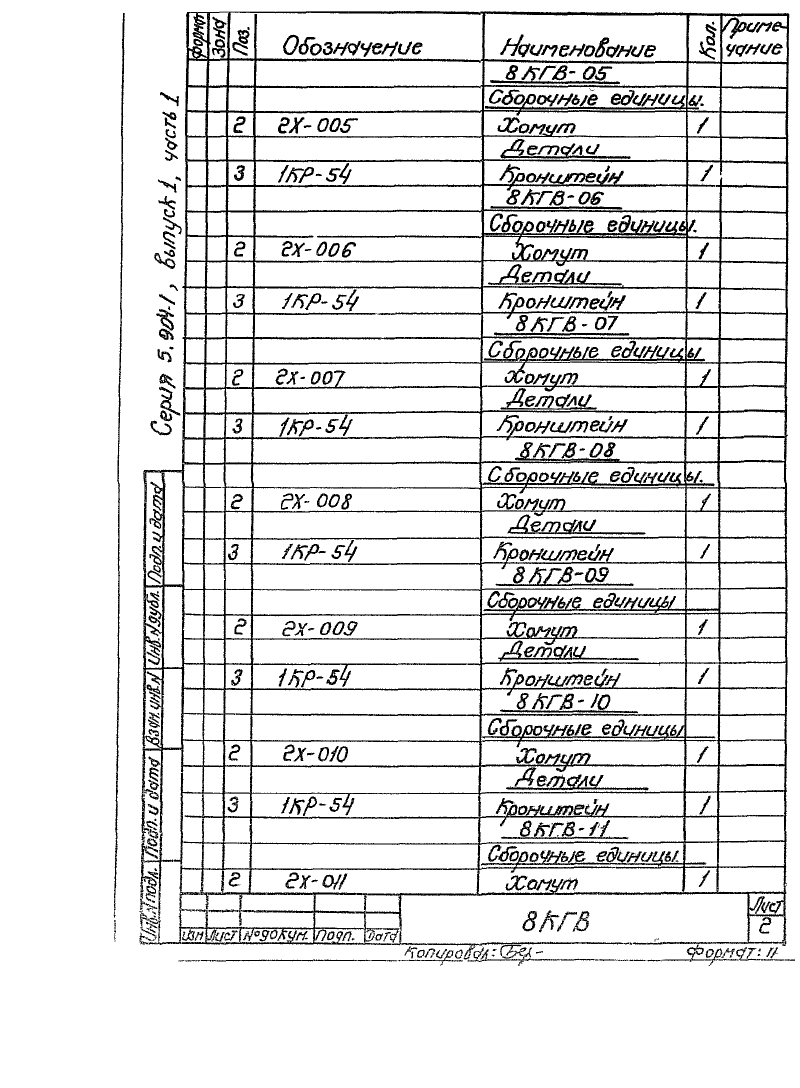 Формат Зона Поз. Обозначение Наименование Кол. Приме-
чание
8КГВ-05
Сборочные единицы.
2 2Х-005 Хомут 1
Детали
3 1КР-54 Кронштейн 1
8КГВ-06
Сборочные единицы.
2 2Х-006 Хомут 1
Детали
3 1КР-54 Кронштейн 1
8КГВ-07
Сборочные единицы
2 2Х-007 Хомут 1
Детали
3 1КР-54 Кронштейн 1
8КГВ-08
Сборочные единицы.
2 2Х-008 Хомут 1
Детали
3 1КР-54 Кронштейн 1
8КГВ-09
Сборочные единицы
2 2Х-009 Хомут 1
Детали
3 1КР-54 Кронштейн 1
8КГВ-10
Сборочные единицы
2 2Х-010 Хомут 1
Детали
3 1КР-54 Кронштейн 1
8КГВ-11
Сборочные единицы.
2 2Х-011 Хомут 1
Серия 5.904-1, выпуск 1, часть 1
Подп. и дата
Инв. N дубл.
Взам. инв. N
Подп. и дата
Инв. N подл.
Изм Лист N° докум. Подп. Дата
8КГВ
Лист
2
Копировал: Формат: 11